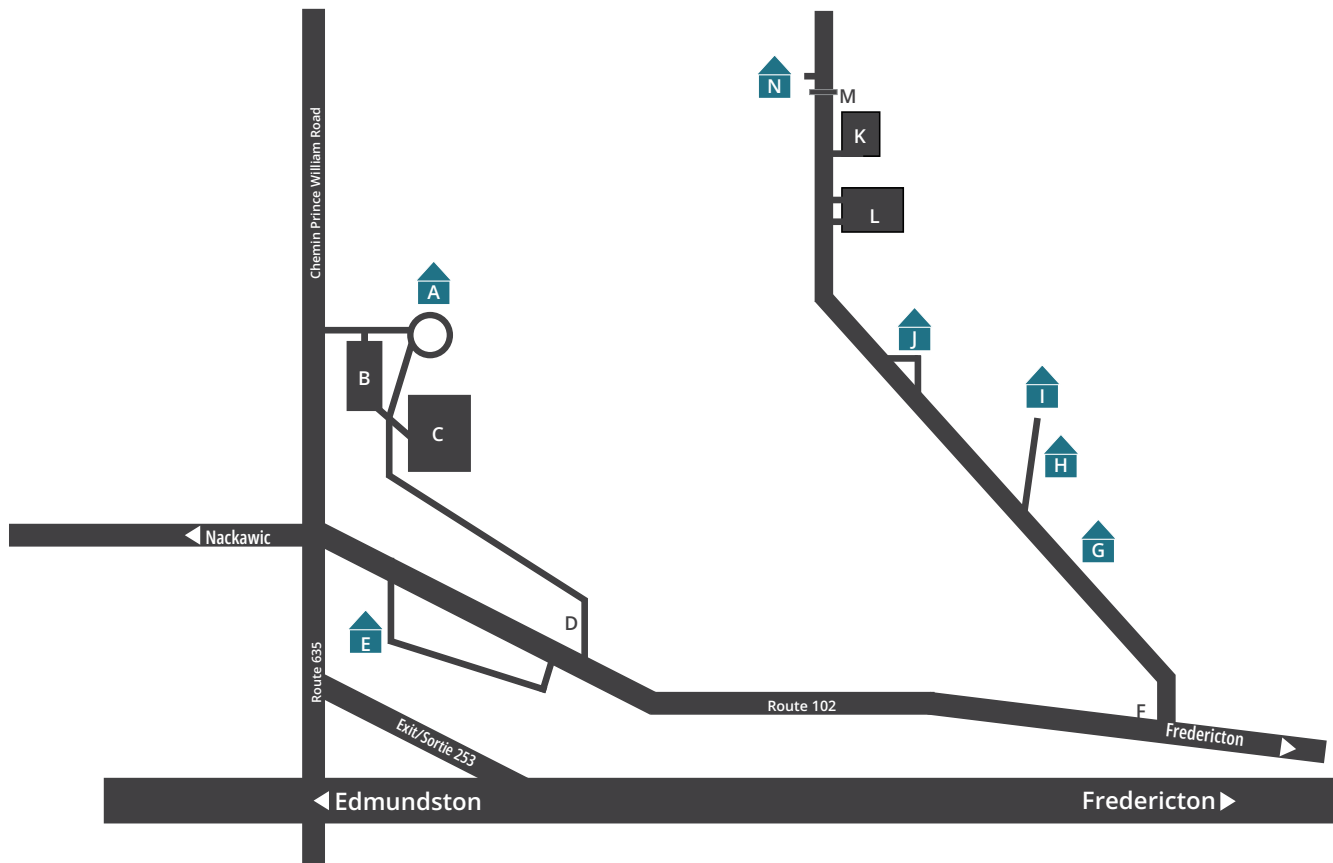 N
M
K
L
Chemin Prince William Road
A
J
B
I
C
H
Nackawic
G
D
E
Route 635
Route 102
F
Fredericton
Exit/Sortie 253
Edmundston
Fredericton